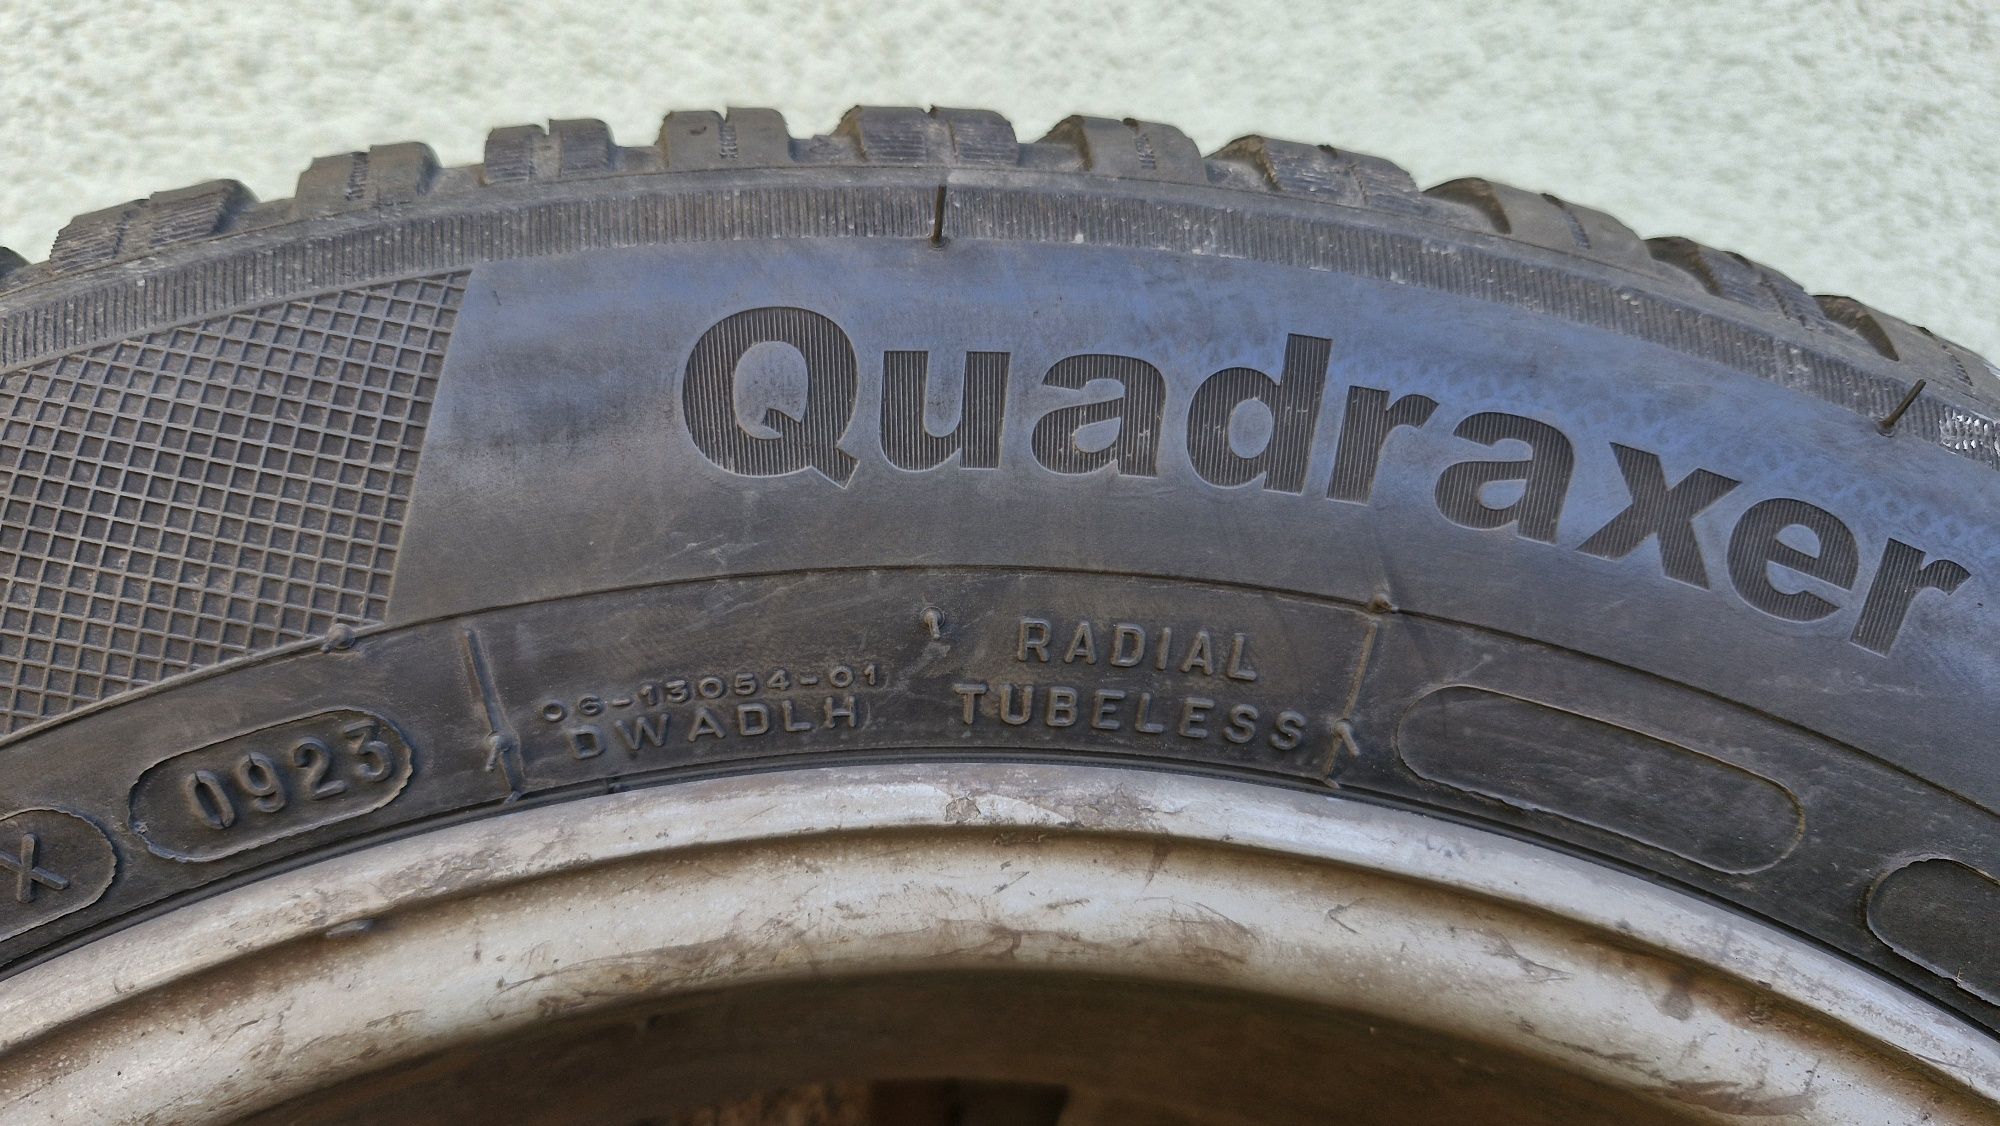 Quadraxer
RADIAL
06-13054-01
TUBELESS
DWADLH
0923
X